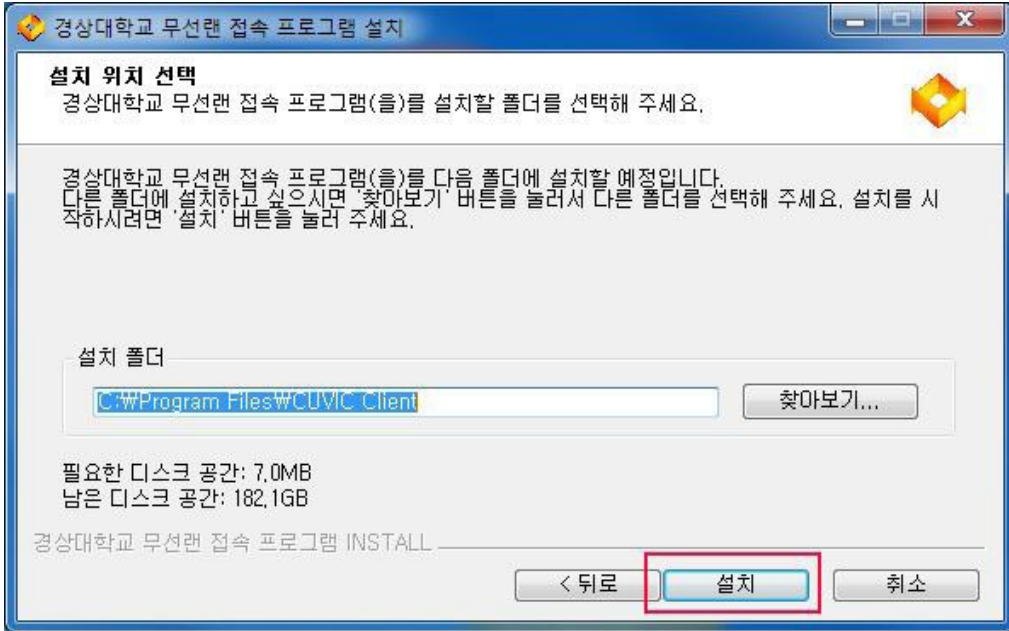 경상대학교 무선랜 접속 프로그램 설치
설치 위치 선택
경상대학교 무선랜 접속 프로그램(을)를 설치할 폴더를 선택해 주세요.
경상대학교 무선랜 접속 프로그램(을)를 다음 폴더에 설치할 예정입니다.
다른 폴더에 설치하고 싶으시면 '찾아보기' 버튼을 눌러서 다른 폴더를 선택해 주세요. 설치를 시
작하시려면 '설치' 버튼을 눌러 주세요.
설치 폴더
C:₩Program Files₩CUVIC Client
찾아보기...
필요한 디스크 공간: 7.0MB
남은 디스크 공간: 182.1GB
경상대학교 무선랜 접속 프로그램 INSTALL
< 뒤로
설치
취소